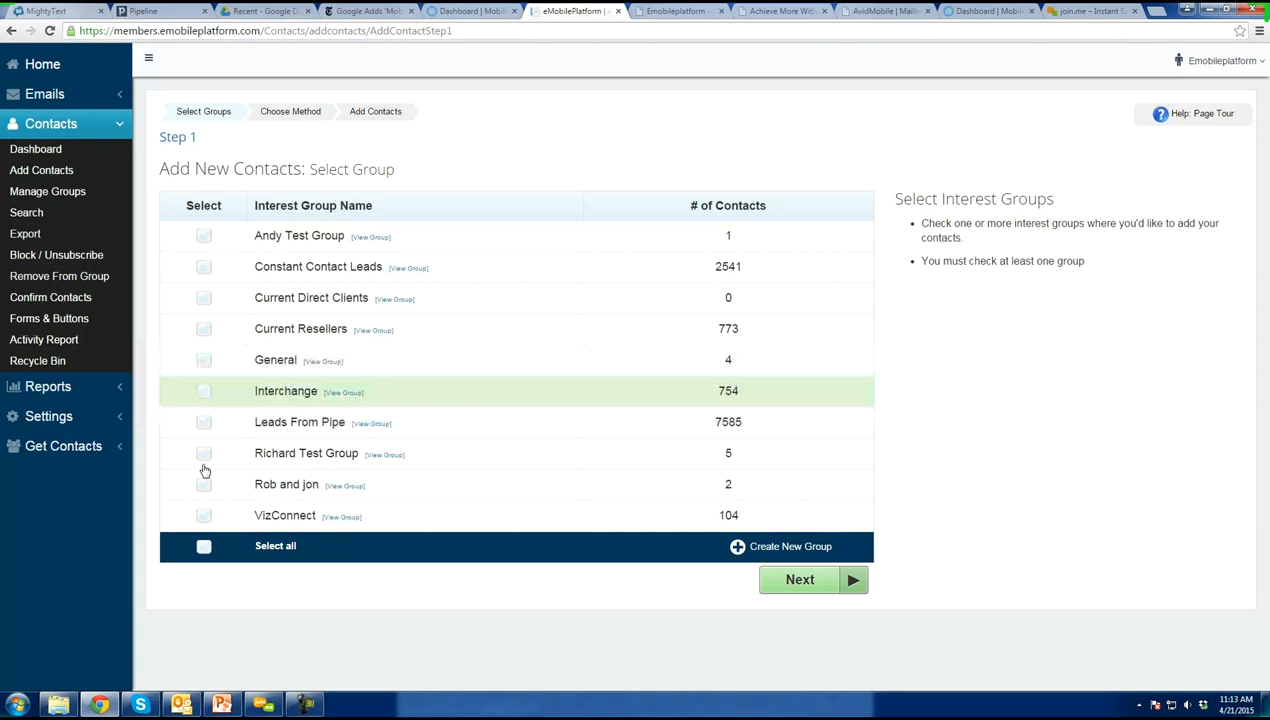 MightyText
Pipeline
Recent - Google D
Google Adds 'Mob
Dashboard | Mobil
eMobilePlatform | A
Emobileplatform -
Achieve More With
AvidMobile | Mailm
Dashboard | Mobile
join.me – Instant S
https://members.emobileplatform.com/Contacts/addcontacts/AddContactStep1
Home
Emails
Contacts
Dashboard
Add Contacts
Manage Groups
Search
Export
Block / Unsubscribe
Remove From Group
Confirm Contacts
Forms & Buttons
Activity Report
Recycle Bin
Reports
Settings
Get Contacts
Emobileplatform
Select Groups
Choose Method
Add Contacts
Help: Page Tour
Step 1
Add New Contacts: Select Group
Select Interest Group Name # of Contacts
Andy Test Group [View Group] 1
Constant Contact Leads [View Group] 2541
Current Direct Clients [View Group] 0
Current Resellers [View Group] 773
General [View Group] 4
Interchange [View Group] 754
Leads From Pipe [View Group] 7585
Richard Test Group [View Group] 5
Rob and jon [View Group] 2
VizConnect [View Group] 104
Select all
Create New Group
Next
Select Interest Groups
Check one or more interest groups where you'd like to add your
contacts.
You must check at least one group
11:13 AM
4/21/2015